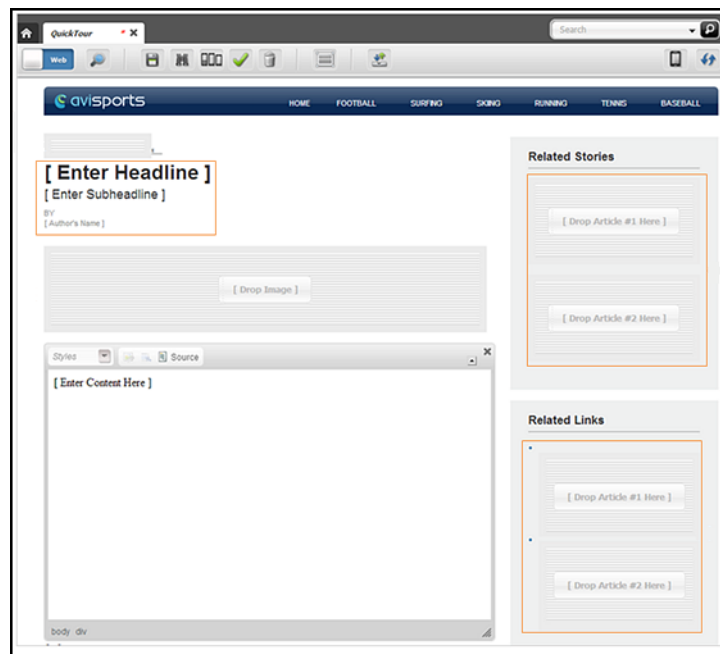 QuickTour * X
Search
Web
avisports
HOME FOOTBALL SURFING SKIING RUNNING TENNIS BASEBALL
[ Enter Headline ]
[ Enter Subheadline ]
BY
[ Author's Name ]
[ Drop Image ]
Styles Source
[ Enter Content Here ]
body div
Related Stories
[ Drop Article #1 Here ]
[ Drop Article #2 Here ]
Related Links
[ Drop Article #1 Here ]
[ Drop Article #2 Here ]